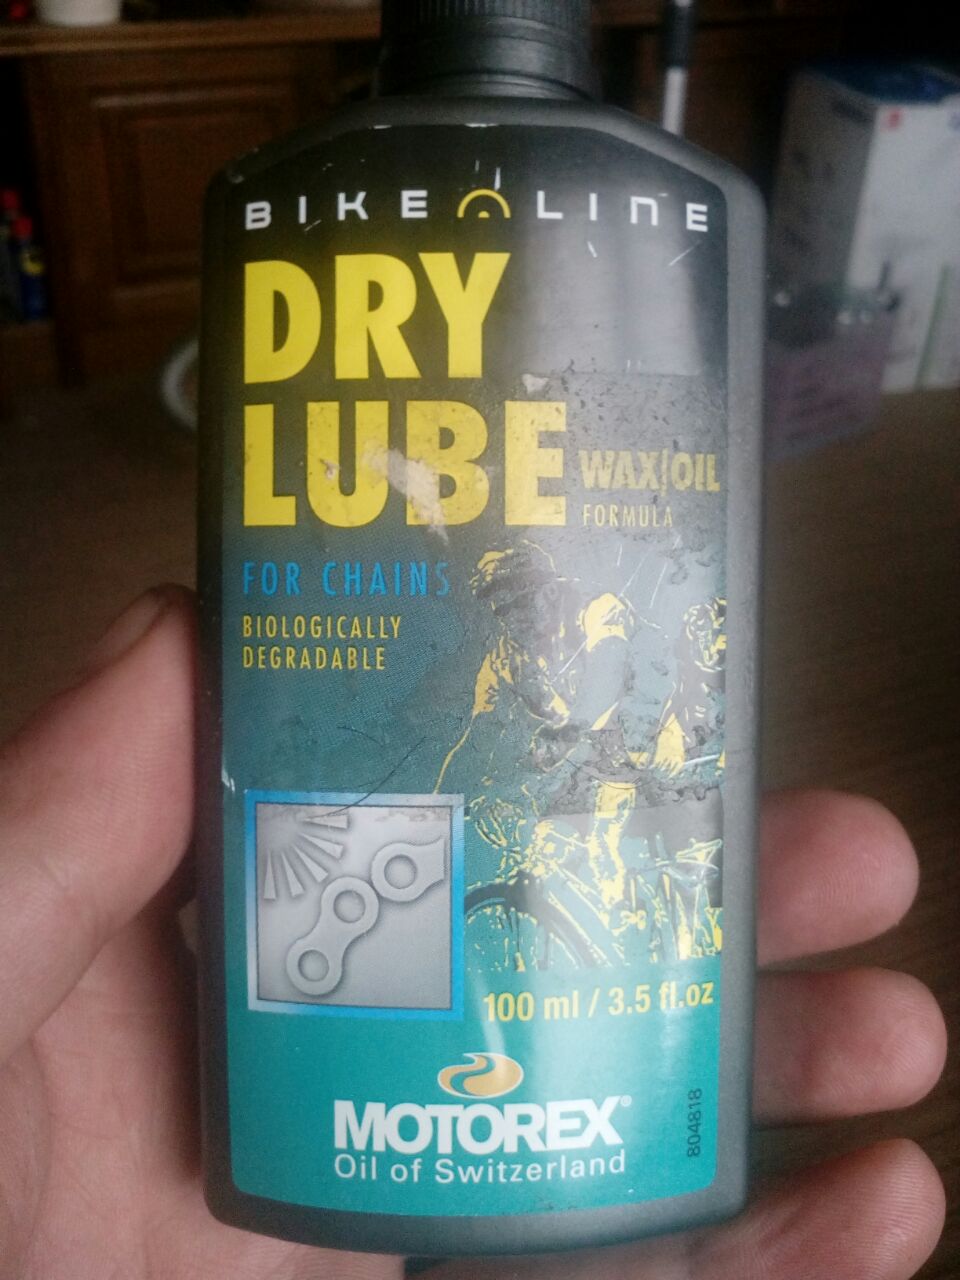 BIKE LINE
DRY
LUBE
WAX/OIL
FORMULA
FOR CHAINS
BIOLOGICALLY
DEGRADABLE
100 ml / 3.5 fl.oz
MOTOREX®
Oil of Switzerland
804818